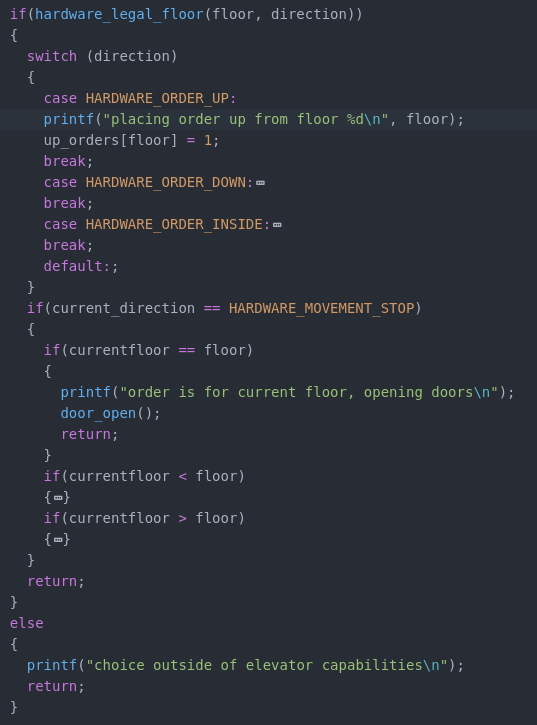 if(hardware_legal_floor(floor, direction))
{
  switch (direction)
  {
    case HARDWARE_ORDER_UP:
    printf("placing order up from floor %d\n", floor);
    up_orders[floor] = 1;
    break;
    case HARDWARE_ORDER_DOWN:
    break;
    case HARDWARE_ORDER_INSIDE:
    break;
    default:;
  }
  if(current_direction == HARDWARE_MOVEMENT_STOP)
  {
    if(currentfloor == floor)
    {
      printf("order is for current floor, opening doors\n");
      door_open();
      return;
    }
    if(currentfloor < floor)
    {…}
    if(currentfloor > floor)
    {…}
  }
  return;
}
else
{
  printf("choice outside of elevator capabilities\n");
  return;
}